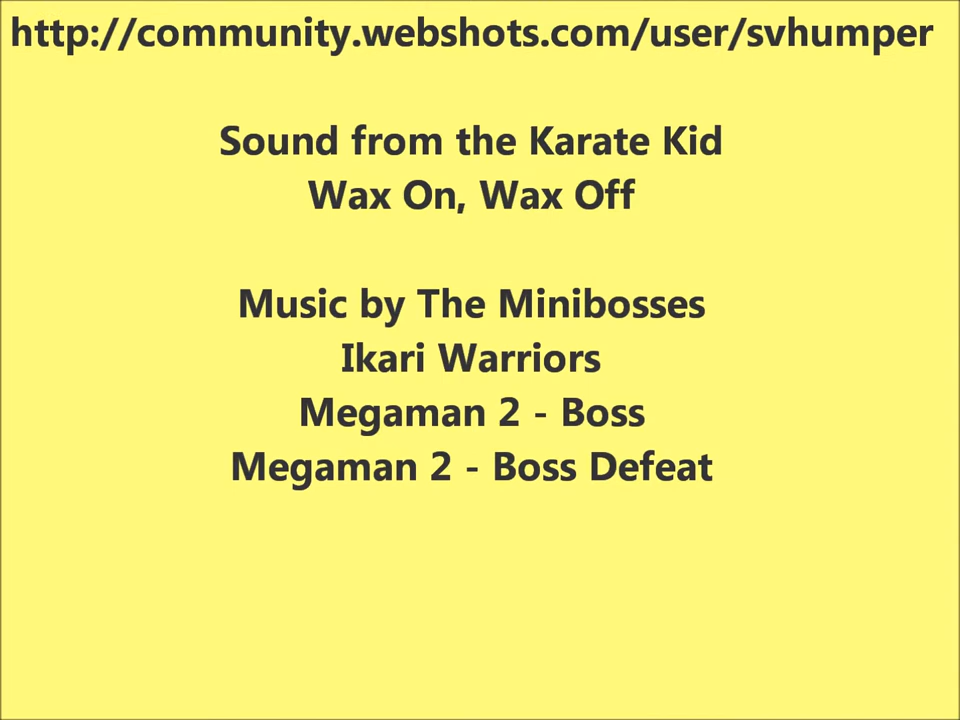 http://community.webshots.com/user/svhumper
Sound from the Karate Kid
Wax On, Wax Off
Music by The Minibosses
Ikari Warriors
Megaman 2 - Boss
Megaman 2 - Boss Defeat